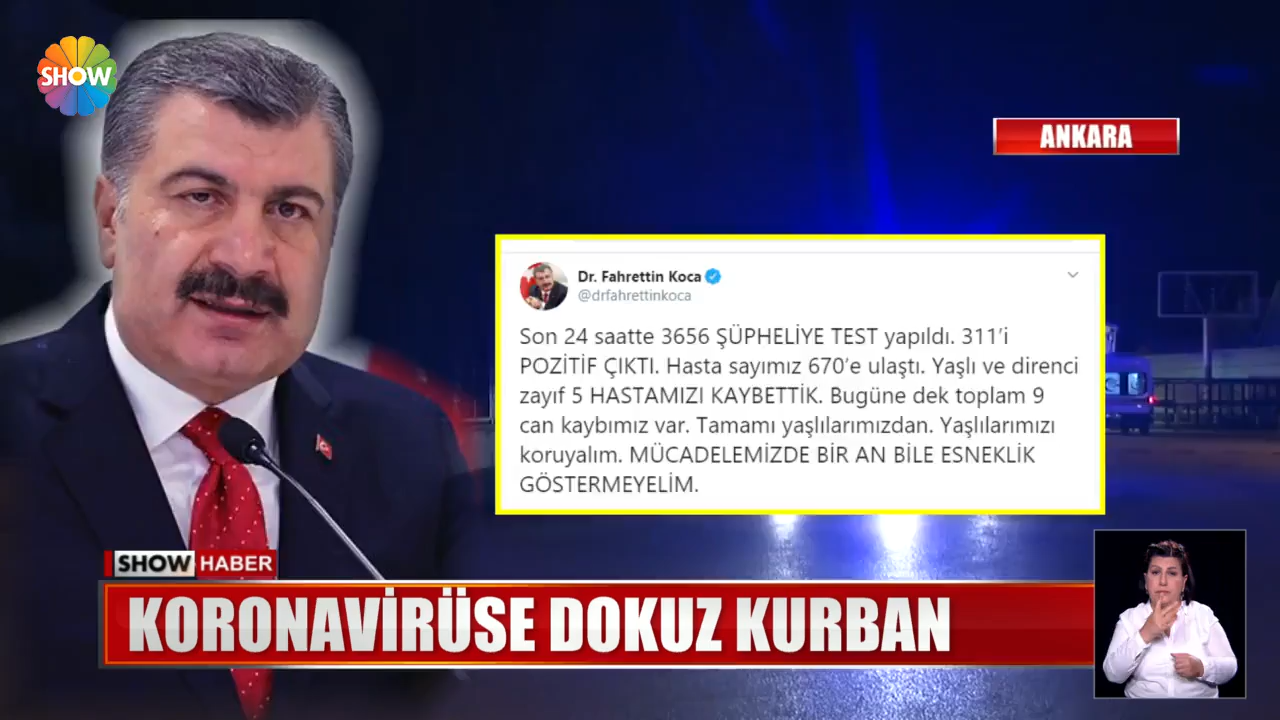 SHOW
ANKARA
Dr. Fahrettin Koca
@drfahrettinkoca
Son 24 saatte 3656 ŞÜPHELİYE TEST yapıldı. 311'i
POZİTİF ÇIKTI. Hasta sayımız 670'e ulaştı. Yaşlı ve direnci
zayıf 5 HASTAMIZI KAYBETTİK. Bugüne dek toplam 9
can kaybımız var. Tamamı yaşlılarımızdan. Yaşlılarımızı
koruyalım. MÜCADELEMİZDE BİR AN BİLE ESNEKLİK
GÖSTERMEYELİM.
SHOW HABER
KORONAVİRÜSE DOKUZ KURBAN